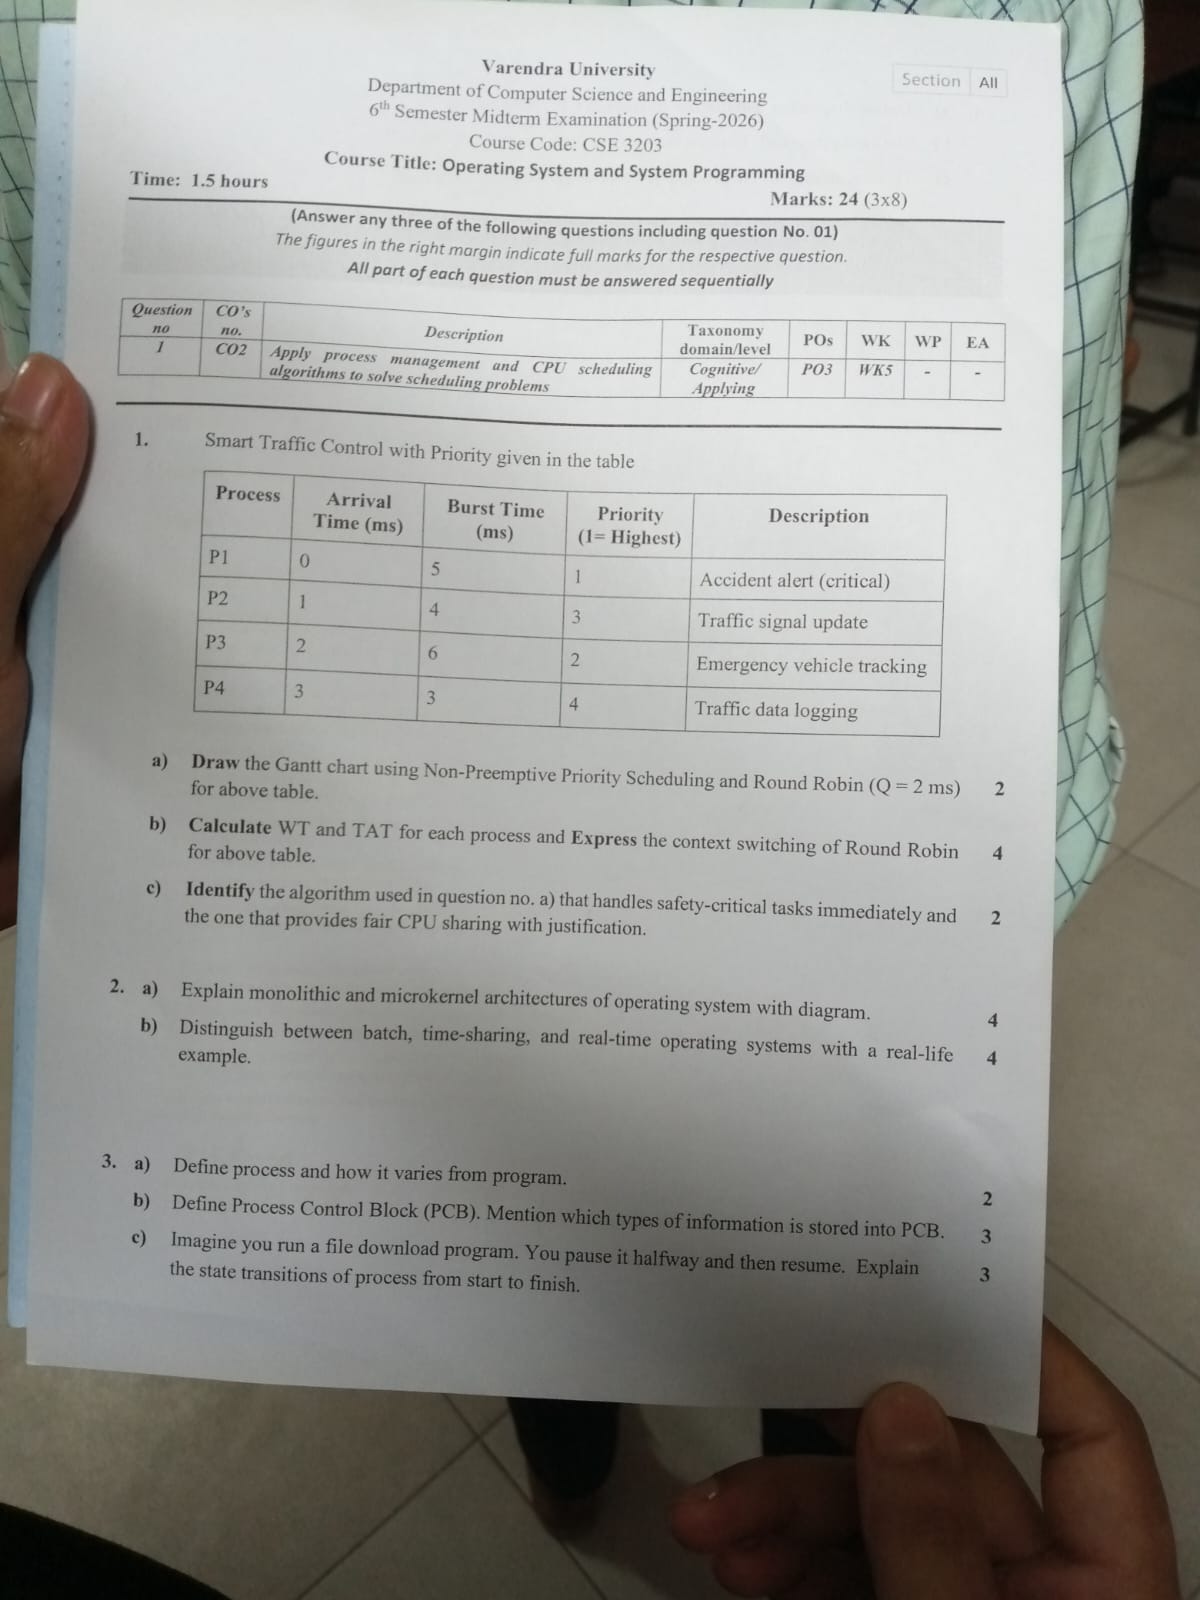 Varendra University
Section All
Department of Computer Science and Engineering
6th Semester Midterm Examination (Spring-2026)
Course Code: CSE 3203
Course Title: Operating System and System Programming
Time: 1.5 hours
Marks: 24 (3x8)
(Answer any three of the following questions including question No. 01)
The figures in the right margin indicate full marks for the respective question.
All part of each question must be answered sequentially
Question no CO's no. Description Taxonomy domain/level POs WK WP EA
1 CO2 Apply process management and CPU scheduling algorithms to solve scheduling problems Cognitive/ Applying PO3 WK5 - -
1. Smart Traffic Control with Priority given in the table
Process Arrival Time (ms) Burst Time (ms) Priority (1= Highest) Description
P1 0 5 1 Accident alert (critical)
P2 1 4 3 Traffic signal update
P3 2 6 2 Emergency vehicle tracking
P4 3 3 4 Traffic data logging
a) Draw the Gantt chart using Non-Preemptive Priority Scheduling and Round Robin (Q = 2 ms) 2
for above table.
b) Calculate WT and TAT for each process and Express the context switching of Round Robin 4
for above table.
c) Identify the algorithm used in question no. a) that handles safety-critical tasks immediately and 2
the one that provides fair CPU sharing with justification.
2. a) Explain monolithic and microkernel architectures of operating system with diagram. 4
b) Distinguish between batch, time-sharing, and real-time operating systems with a real-life 4
example.
3. a) Define process and how it varies from program. 2
b) Define Process Control Block (PCB). Mention which types of information is stored into PCB. 3
c) Imagine you run a file download program. You pause it halfway and then resume. Explain 3
the state transitions of process from start to finish.